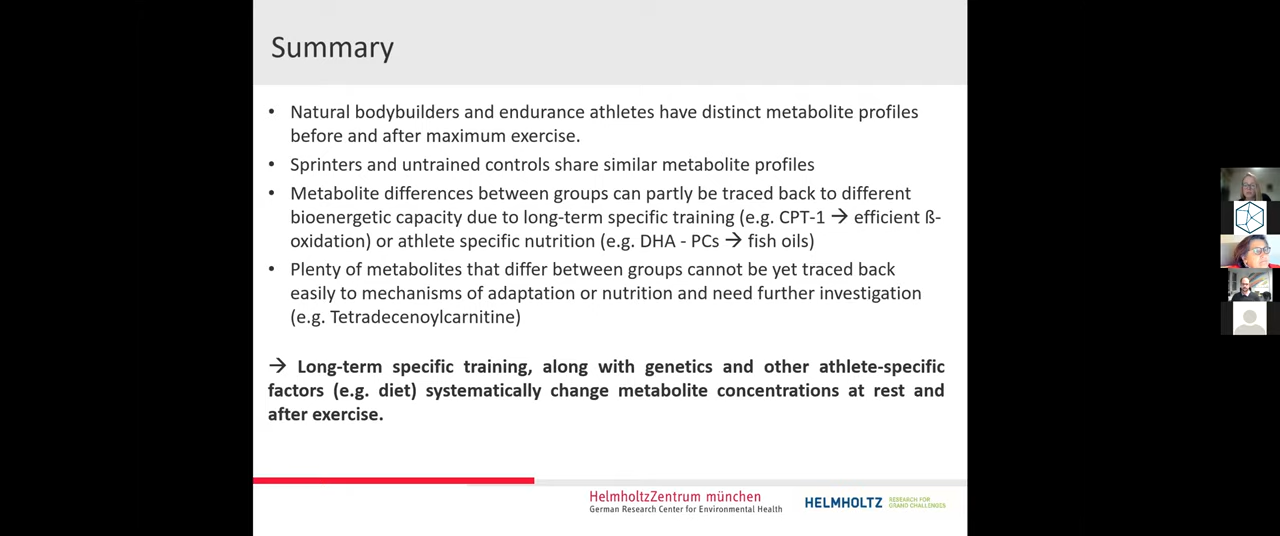 Summary
• Natural bodybuilders and endurance athletes have distinct metabolite profiles
before and after maximum exercise.
• Sprinters and untrained controls share similar metabolite profiles
• Metabolite differences between groups can partly be traced back to different
bioenergetic capacity due to long-term specific training (e.g. CPT-1 → efficient ß-
oxidation) or athlete specific nutrition (e.g. DHA - PCs → fish oils)
• Plenty of metabolites that differ between groups cannot be yet traced back
easily to mechanisms of adaptation or nutrition and need further investigation
(e.g. Tetradecenoylcarnitine)
→ Long-term specific training, along with genetics and other athlete-specific
factors (e.g. diet) systematically change metabolite concentrations at rest and
after exercise.
HelmholtzZentrum münchen
German Research Center for Environmental Health
HELMHOLTZ
RESEARCH FOR
GRAND CHALLENGES